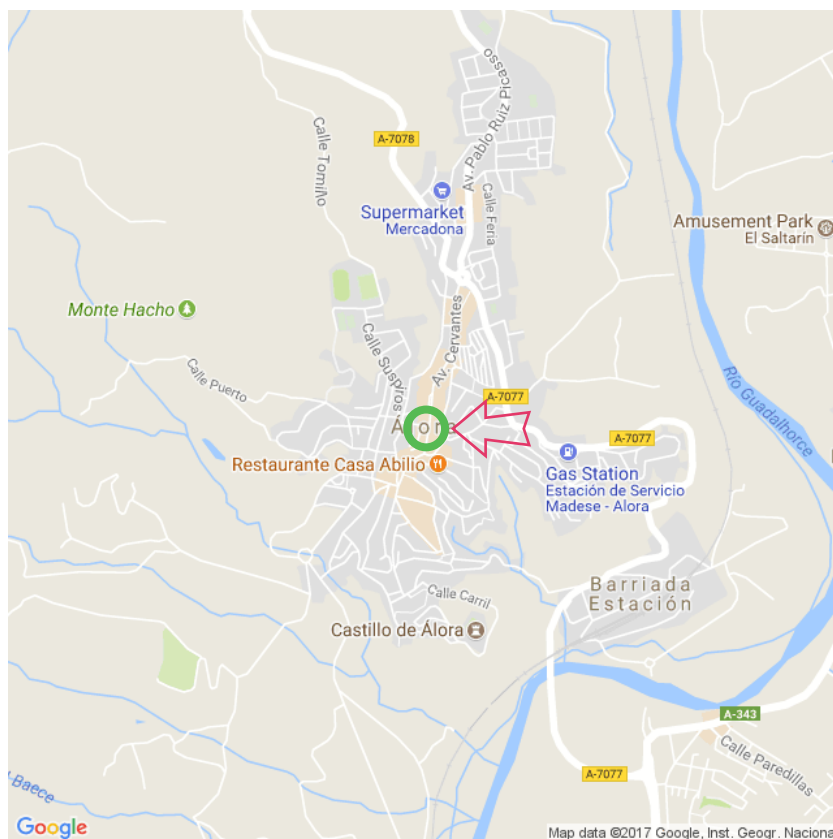 Av. Pablo Ruiz Picasso
Calle Tomiño
A-7078
Supermarket
Mercadona
Calle Feria
Amusement Park
El Saltarín
Monte Hacho
Av. Cervantes
Calle Suspiros
Calle Puerto
Río Guadalhorce
A-7077
A-7077
Restaurante Casa Abilio
Gas Station
Estación de Servicio
Madese - Alora
Barriada
Estación
Calle Carril
Castillo de Álora
A-343
Calle Paredillas
A-7077
Baece
Google
Map data ©2017 Google, Inst. Geogr. Naciona